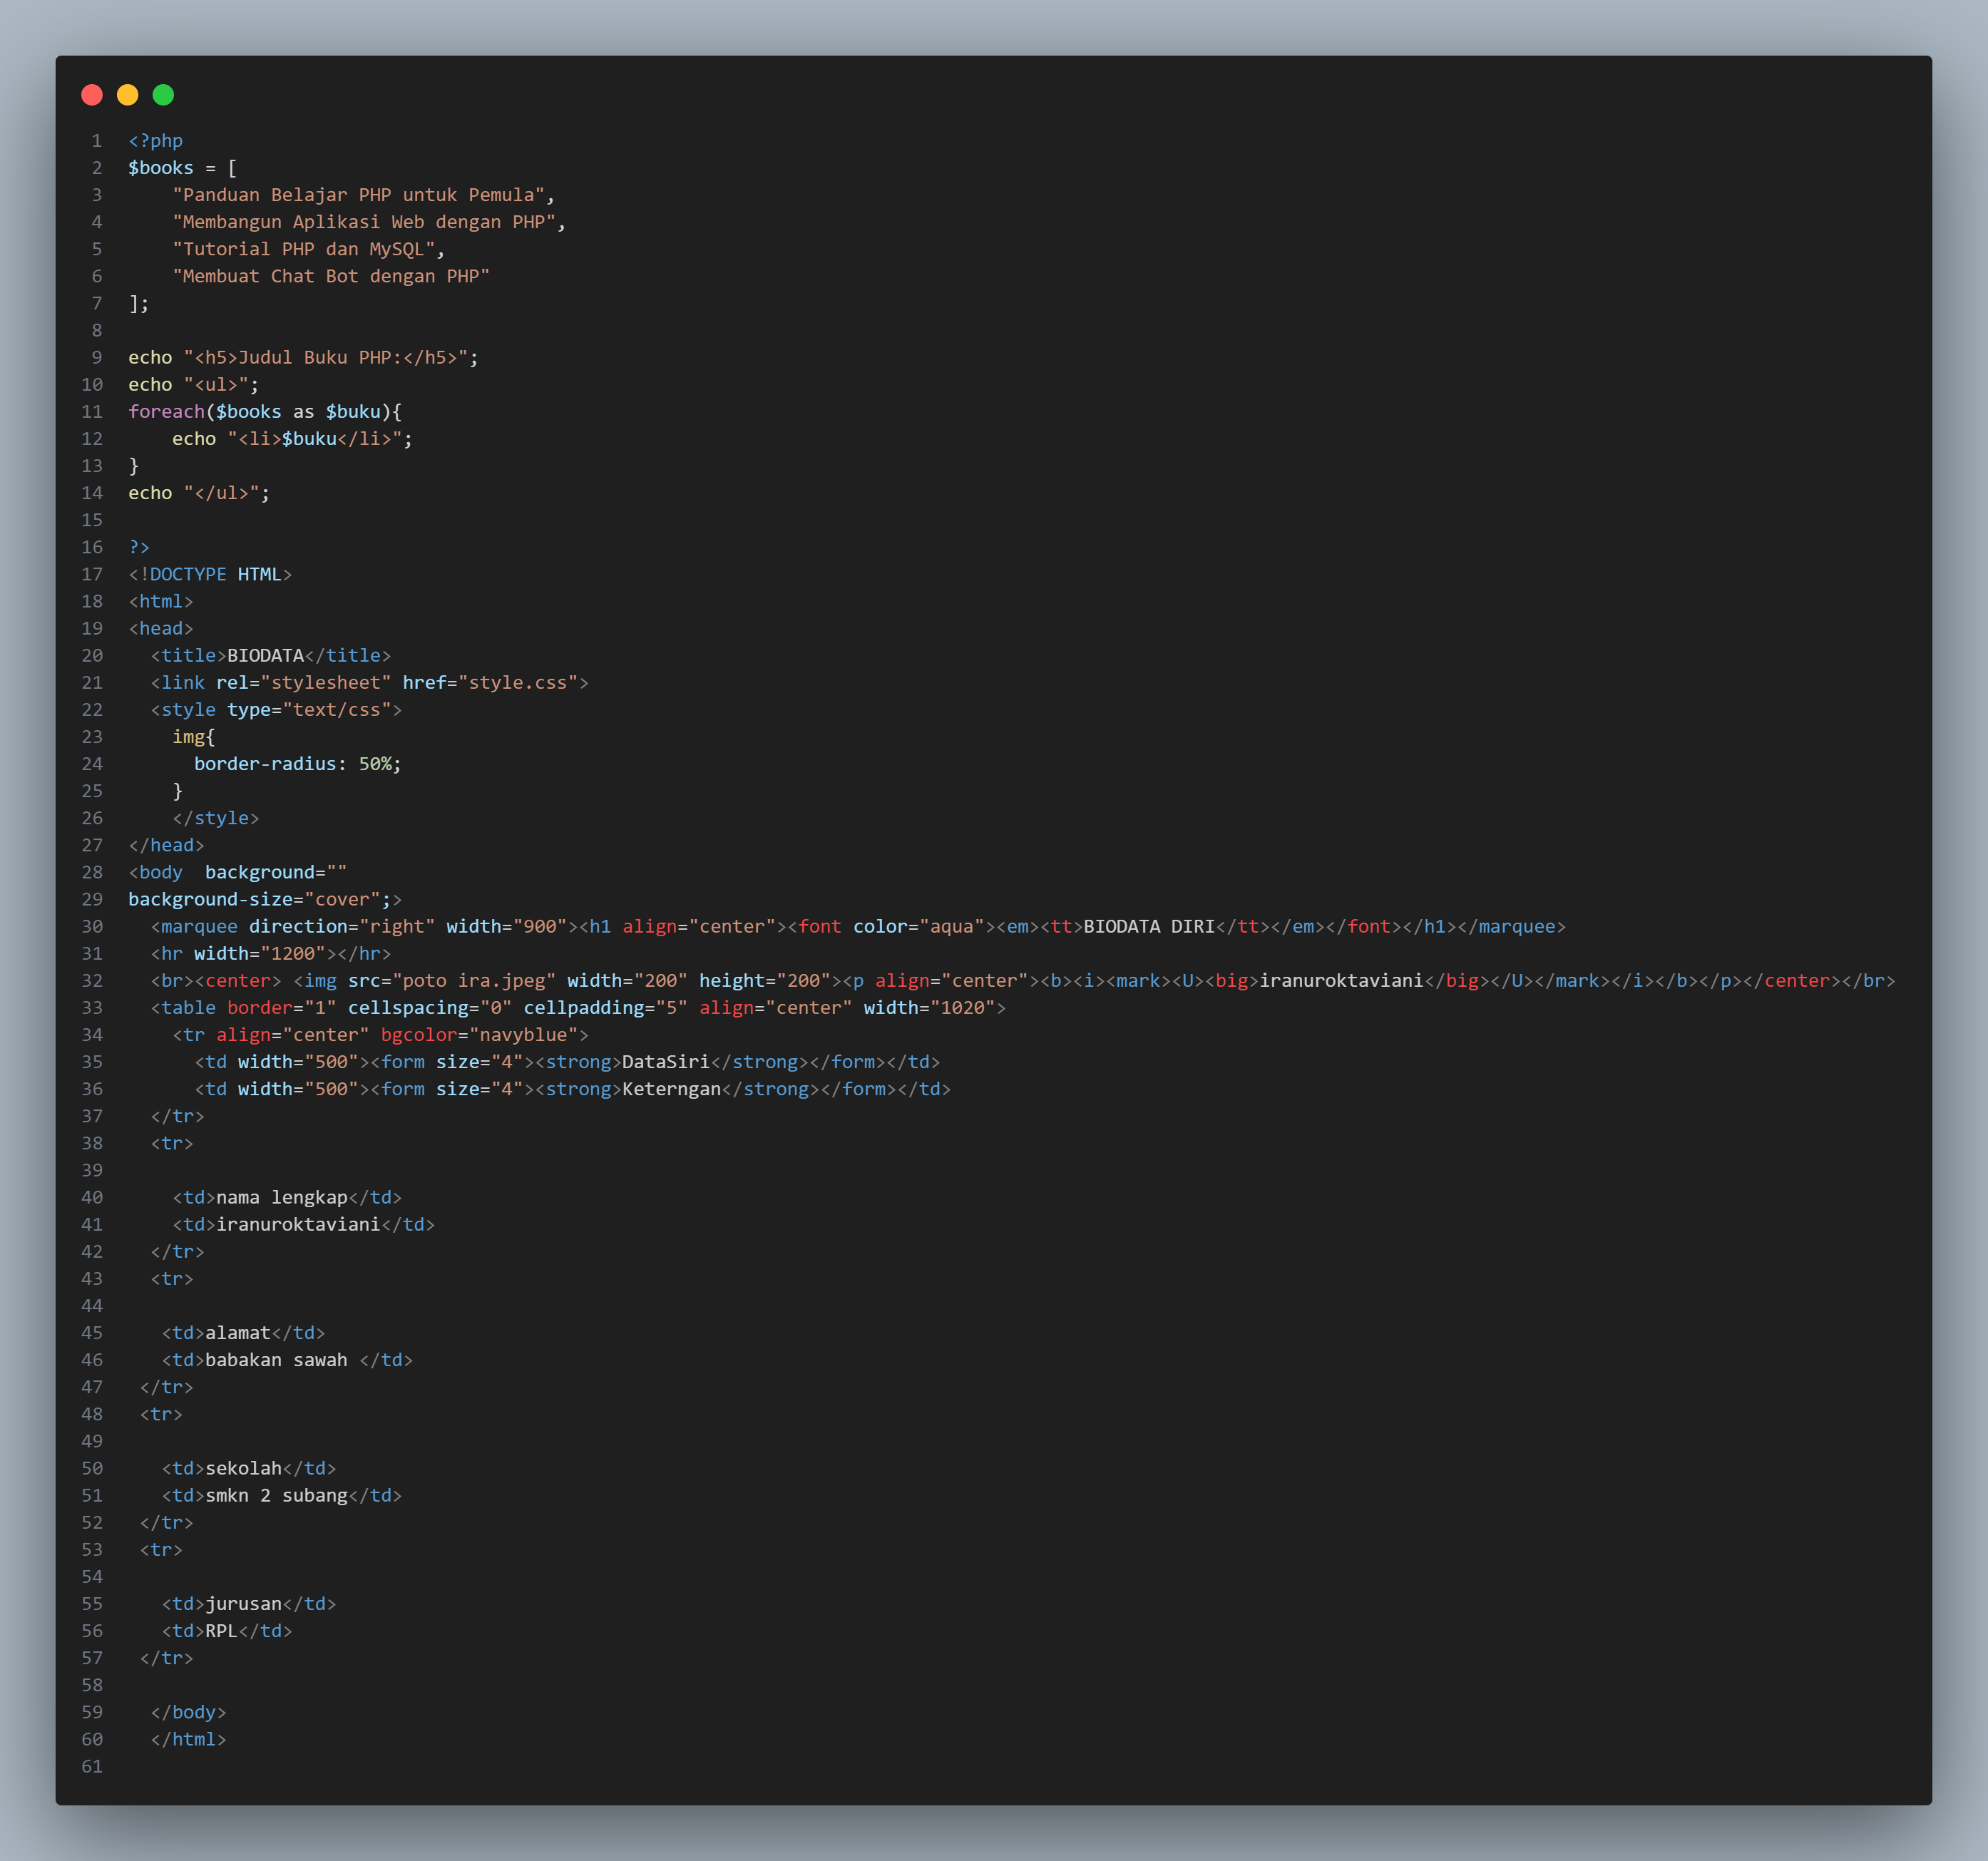 1 <?php
2 $books = [
3     "Panduan Belajar PHP untuk Pemula",
4     "Membangun Aplikasi Web dengan PHP",
5     "Tutorial PHP dan MySQL",
6     "Membuat Chat Bot dengan PHP"
7 ];
8
9 echo "<h5>Judul Buku PHP:</h5>";
10 echo "<ul>";
11 foreach($books as $buku){
12     echo "<li>$buku</li>";
13 }
14 echo "</ul>";
15
16 ?>
17 <!DOCTYPE HTML>
18 <html>
19 <head>
20   <title>BIODATA</title>
21   <link rel="stylesheet" href="style.css">
22   <style type="text/css">
23     img{
24       border-radius: 50%;
25     }
26     </style>
27 </head>
28 <body  background=""
29 background-size="cover";>
30   <marquee direction="right" width="900"><h1 align="center"><font color="aqua"><em><tt>BIODATA DIRI</tt></em></font></h1></marquee>
31   <hr width="1200"></hr>
32   <br><center> <img src="poto ira.jpeg" width="200" height="200"><p align="center"><b><i><mark><U><big>iranuroktaviani</big></U></mark></i></b></p></center></br>
33   <table border="1" cellspacing="0" cellpadding="5" align="center" width="1020">
34     <tr align="center" bgcolor="navyblue">
35       <td width="500"><form size="4"><strong>DataSiri</strong></form></td>
36       <td width="500"><form size="4"><strong>Keterngan</strong></form></td>
37   </tr>
38   <tr>
39
40     <td>nama lengkap</td>
41     <td>iranuroktaviani</td>
42   </tr>
43   <tr>
44
45    <td>alamat</td>
46    <td>babakan sawah </td>
47  </tr>
48  <tr>
49
50    <td>sekolah</td>
51    <td>smkn 2 subang</td>
52  </tr>
53  <tr>
54
55    <td>jurusan</td>
56    <td>RPL</td>
57  </tr>
58
59   </body>
60   </html>
61